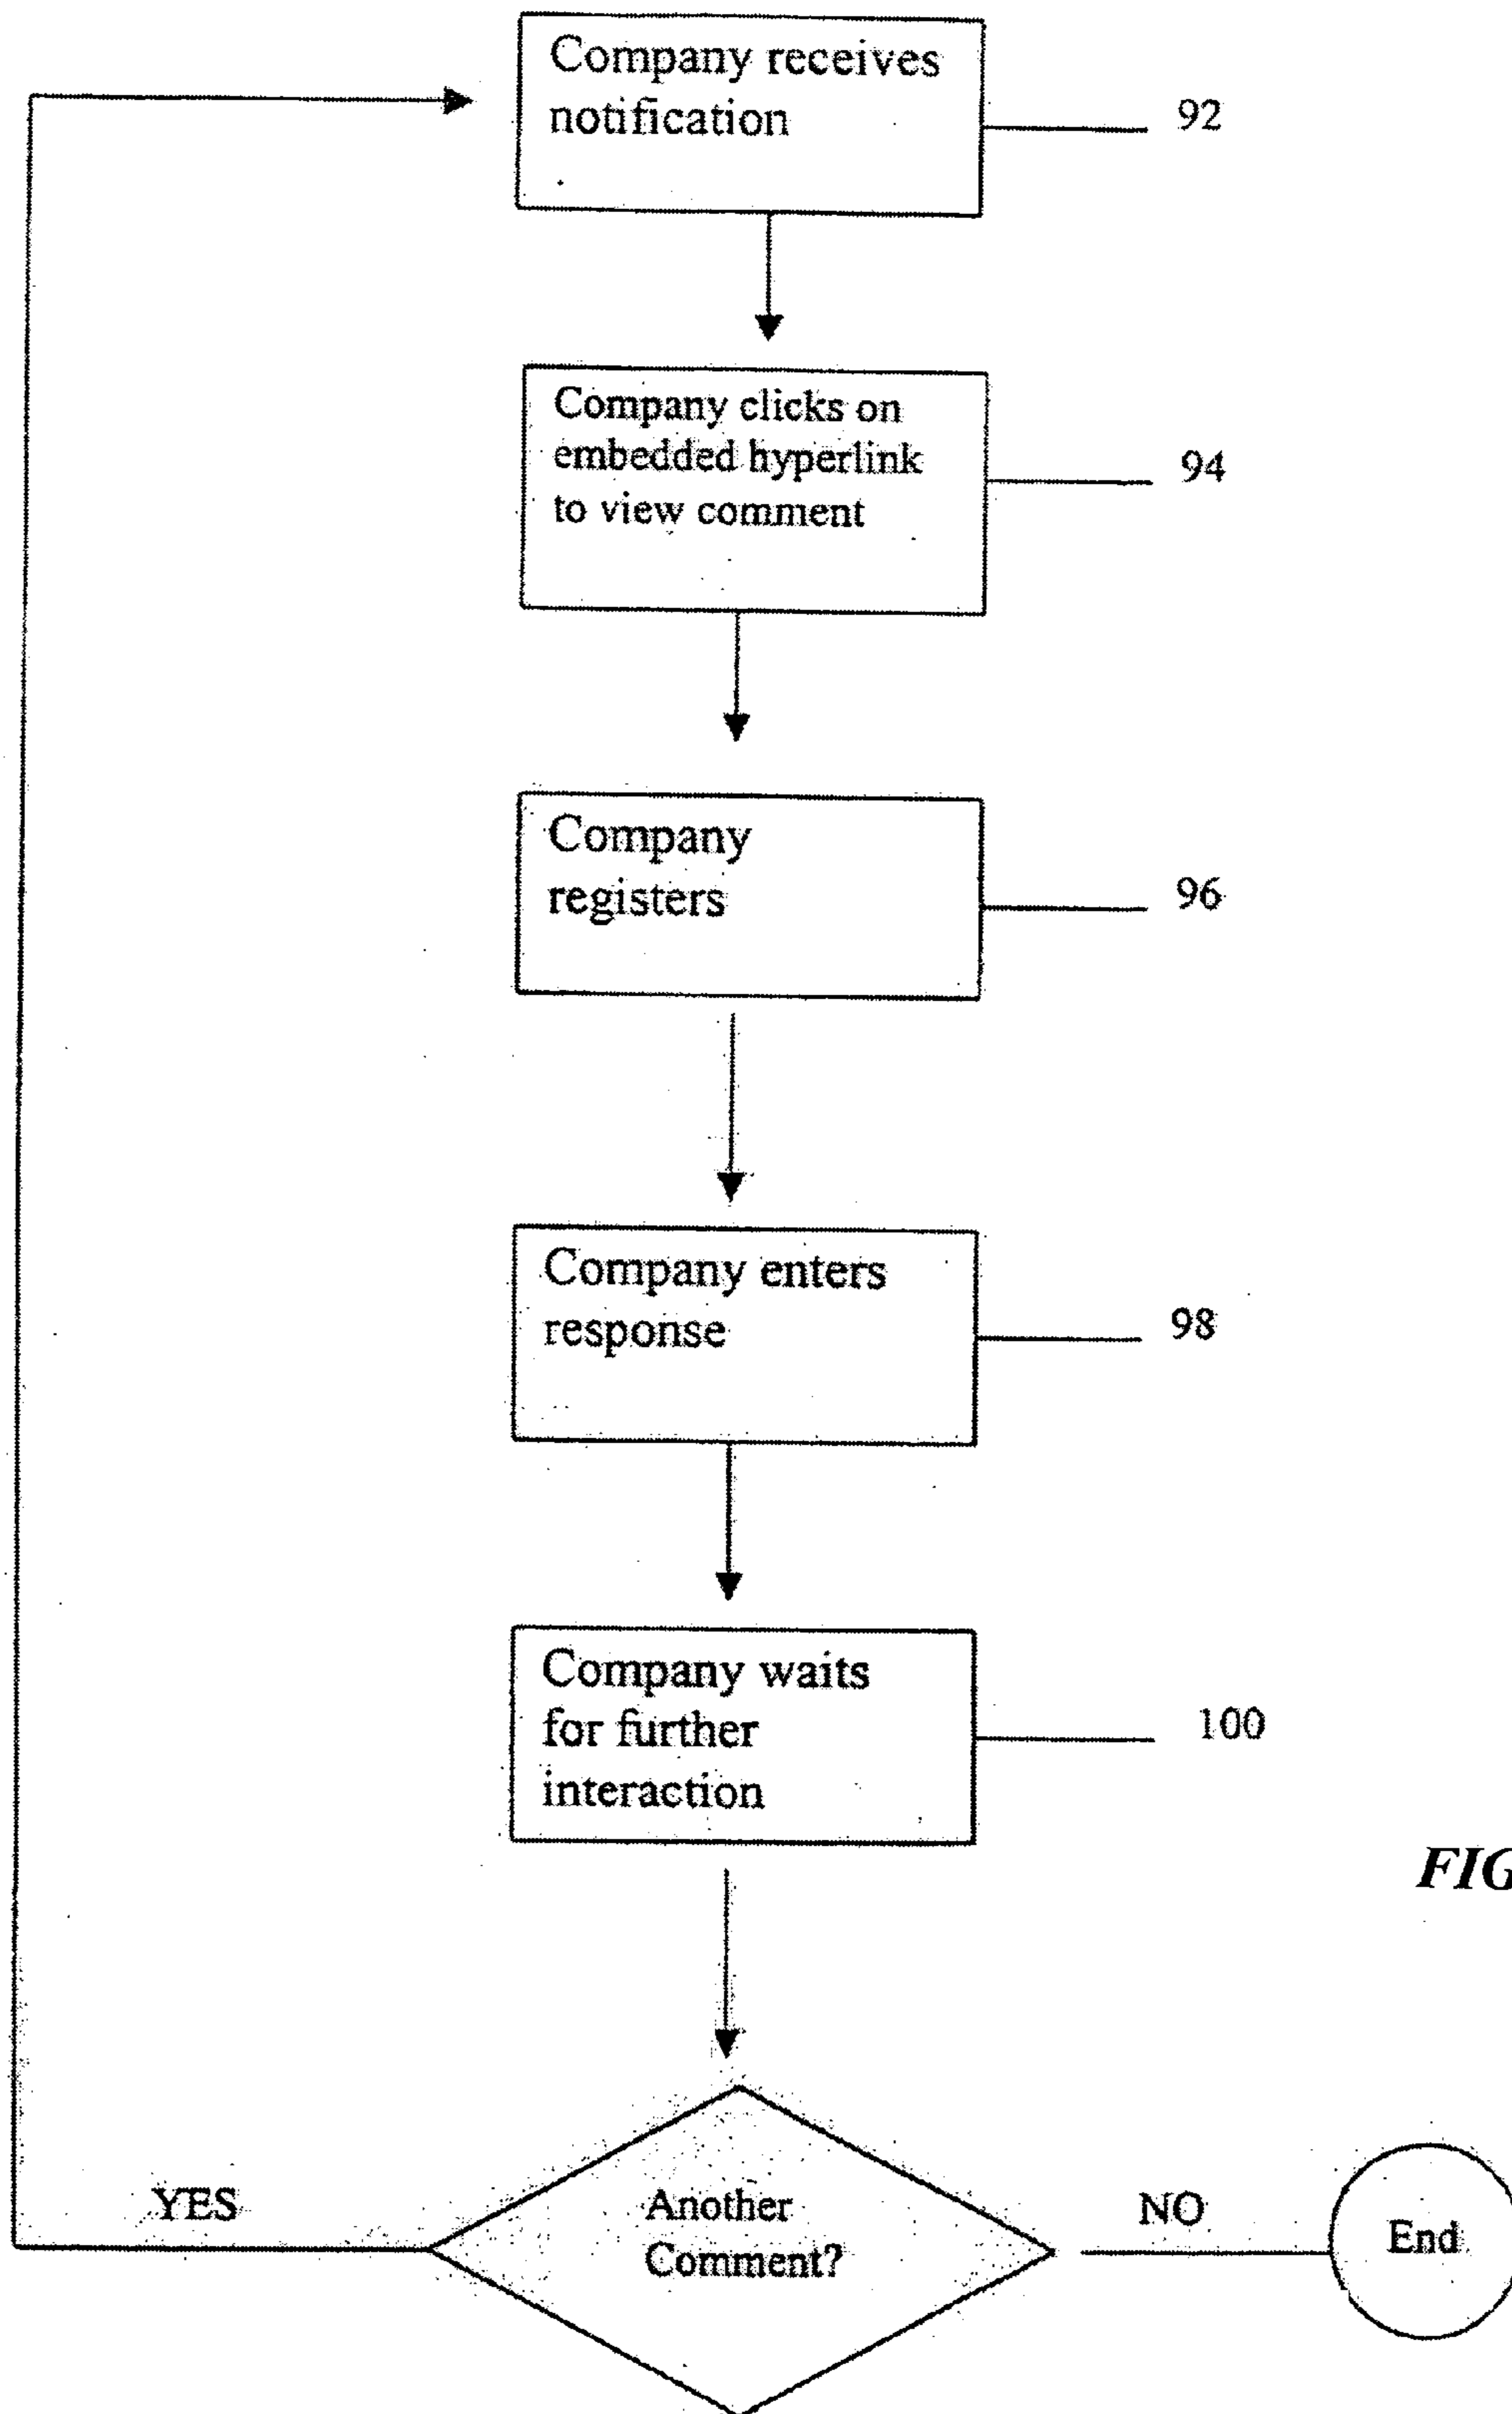 Company receives
notification
92
Company clicks on
embedded hyperlink
to view comment
94
Company
registers
96
Company enters
response
98
Company waits
for further
interaction
100
FIG
YES
Another
Comment?
NO
End